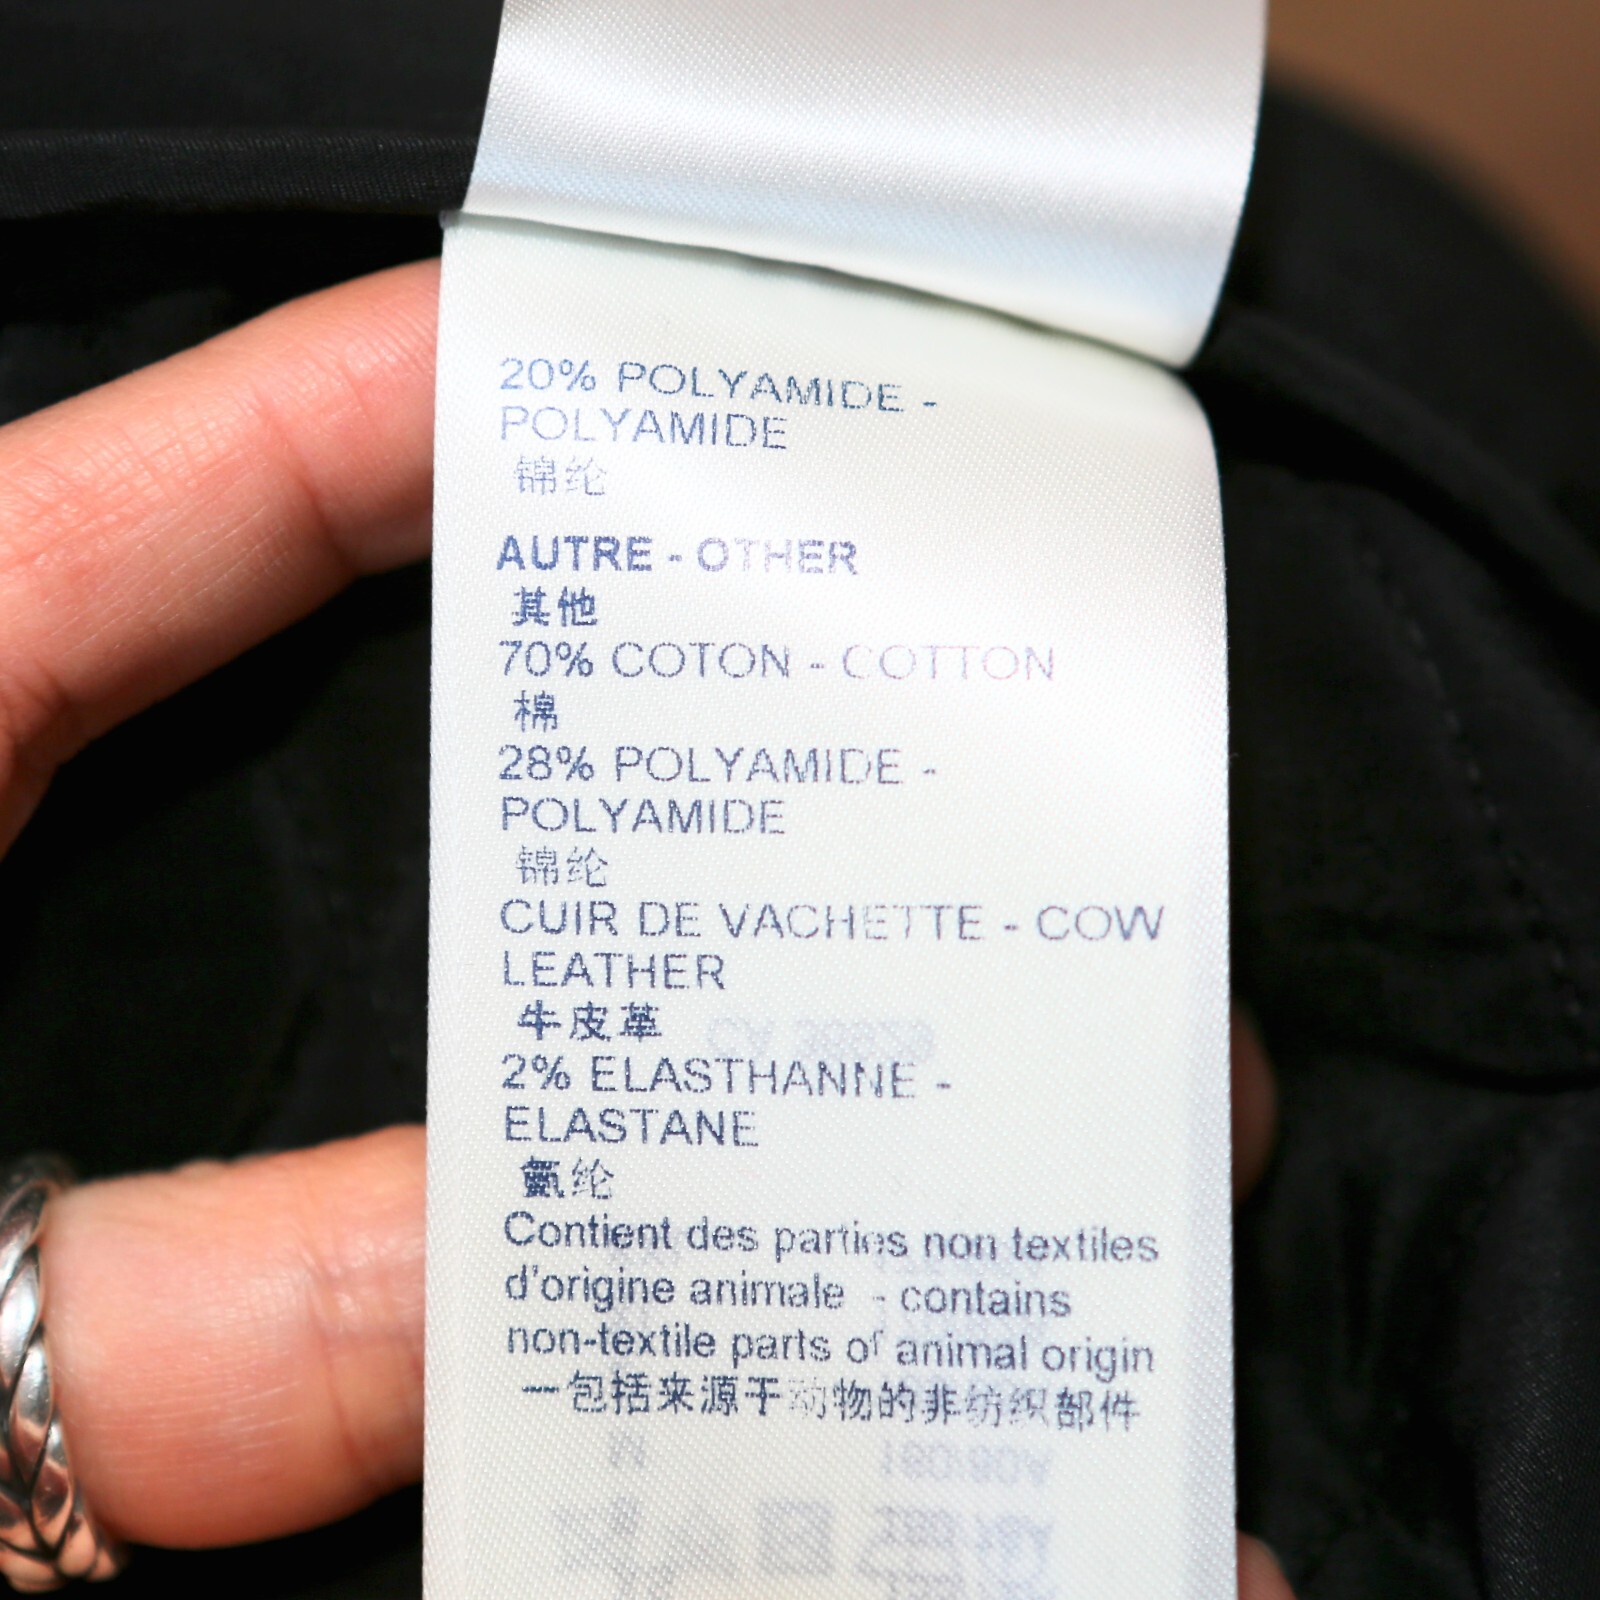 20% POLYAMIDE -
POLYAMIDE
锦纶
AUTRE - OTHER
其他
70% COTON - COTTON
棉
28% POLYAMIDE -
POLYAMIDE
锦纶
CUIR DE VACHETTE - COW
LEATHER
牛皮革
2% ELASTHANNE -
ELASTANE
氨纶
Contient des parties non textiles
d'origine animale - contains
non-textile parts of animal origin
一包括来源于动物的非纺织部件